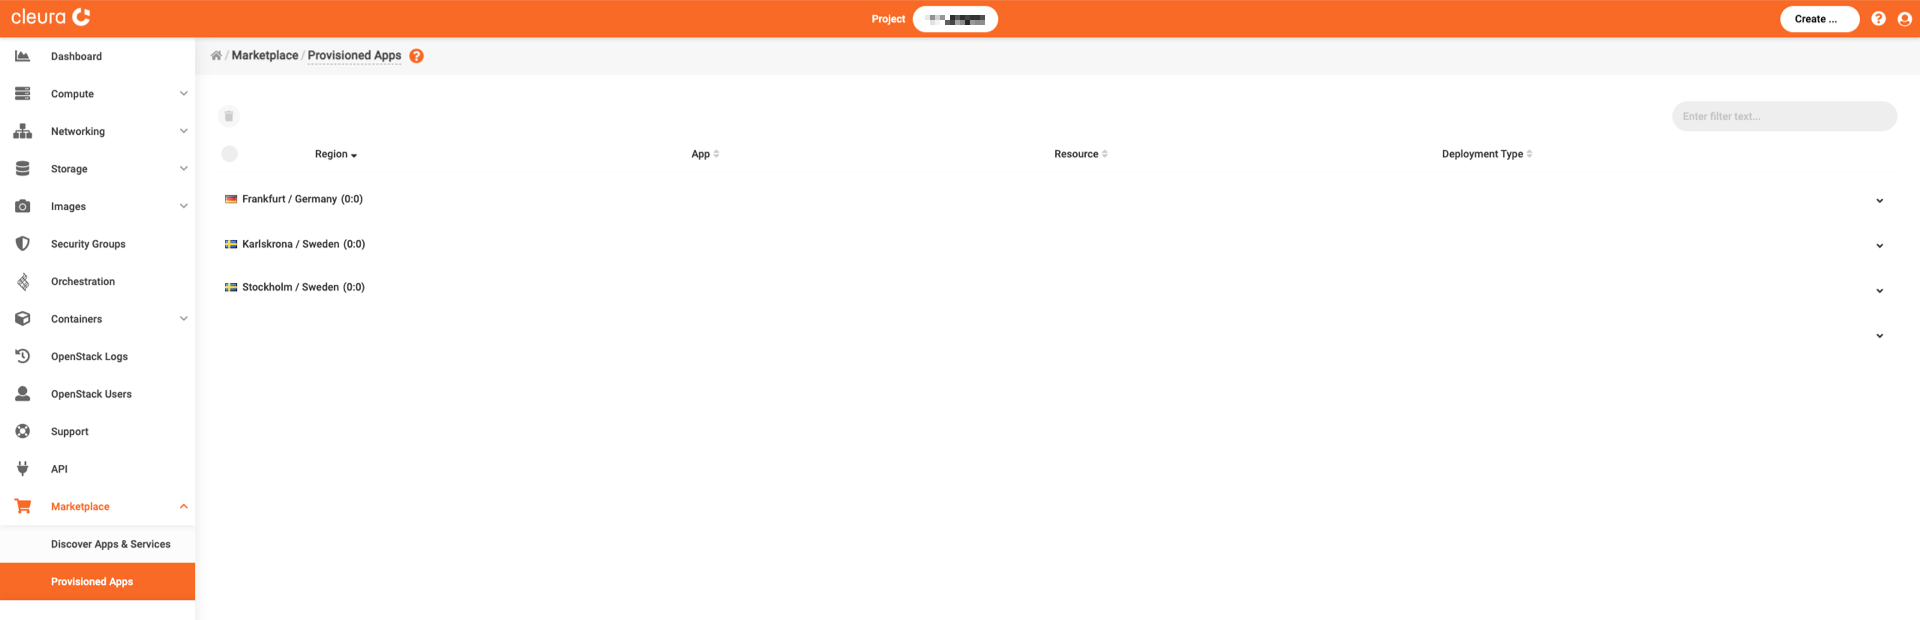 cleura
Project
Create ...
Dashboard
Compute
Networking
Storage
Images
Security Groups
Orchestration
Containers
OpenStack Logs
OpenStack Users
Support
API
Marketplace
Discover Apps & Services
Provisioned Apps
/ Marketplace / Provisioned Apps
Enter filter text...
Region App Resource Deployment Type
Frankfurt / Germany (0:0)
Karlskrona / Sweden (0:0)
Stockholm / Sweden (0:0)